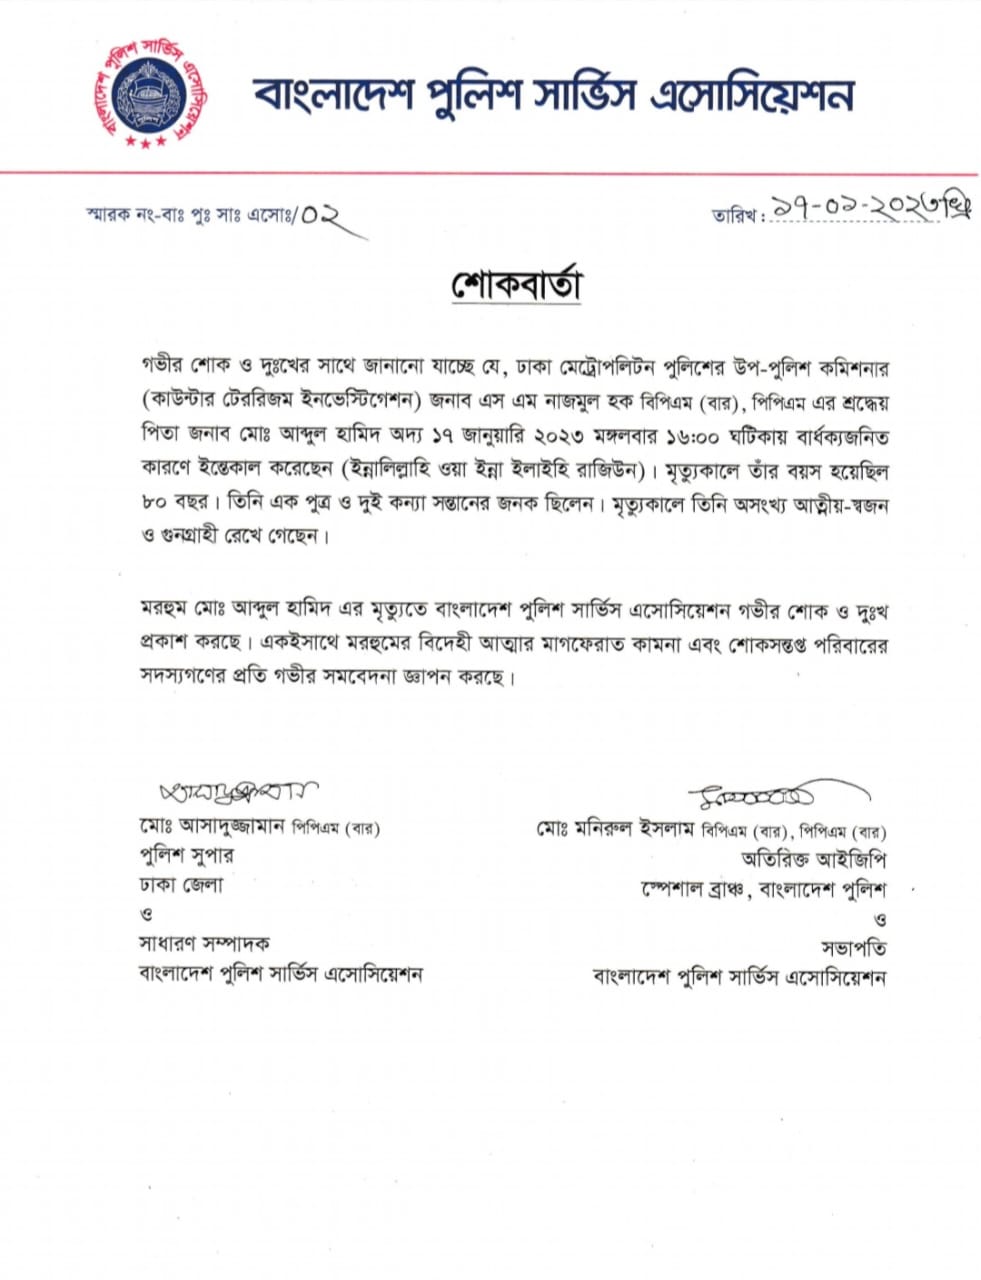 বাংলাদেশ পুলিশ সার্ভিস এসোসিয়েশন
বাংলাদেশ পুলিশ সার্ভিস এসোসিয়েশন
পুলিশ
স্মারক নং-বাঃ পুঃ সাঃ এসোঃ/০২
তারিখ : ১৭-০১-২০২৩খ্রি
শোকবার্তা
গভীর শোক ও দুঃখের সাথে জানানো যাচ্ছে যে, ঢাকা মেট্রোপলিটন পুলিশের উপ-পুলিশ কমিশনার
(কাউন্টার টেররিজম ইনভেস্টিগেশন) জনাব এস এম নাজমুল হক বিপিএম (বার), পিপিএম এর শ্রদ্ধেয়
পিতা জনাব মোঃ আব্দুল হামিদ অদ্য ১৭ জানুয়ারি ২০২৩ মঙ্গলবার ১৬:০০ ঘটিকায় বার্ধক্যজনিত
কারণে ইন্তেকাল করেছেন (ইন্নালিল্লাহি ওয়া ইন্না ইলাইহি রাজিউন)। মৃত্যুকালে তাঁর বয়স হয়েছিল
৮০ বছর। তিনি এক পুত্র ও দুই কন্যা সন্তানের জনক ছিলেন। মৃত্যুকালে তিনি অসংখ্য আত্মীয়-স্বজন
ও গুনগ্রাহী রেখে গেছেন।
মরহুম মোঃ আব্দুল হামিদ এর মৃত্যুতে বাংলাদেশ পুলিশ সার্ভিস এসোসিয়েশন গভীর শোক ও দুঃখ
প্রকাশ করছে। একইসাথে মরহুমের বিদেহী আত্মার মাগফেরাত কামনা এবং শোকসন্তপ্ত পরিবারের
সদস্যগণের প্রতি গভীর সমবেদনা জ্ঞাপন করছে।
মোঃ আসাদুজ্জামান পিপিএম (বার)
পুলিশ সুপার
ঢাকা জেলা
ও
সাধারণ সম্পাদক
বাংলাদেশ পুলিশ সার্ভিস এসোসিয়েশন
মোঃ মনিরুল ইসলাম বিপিএম (বার), পিপিএম (বার)
অতিরিক্ত আইজিপি
স্পেশাল ব্রাঞ্চ, বাংলাদেশ পুলিশ
ও
সভাপতি
বাংলাদেশ পুলিশ সার্ভিস এসোসিয়েশন